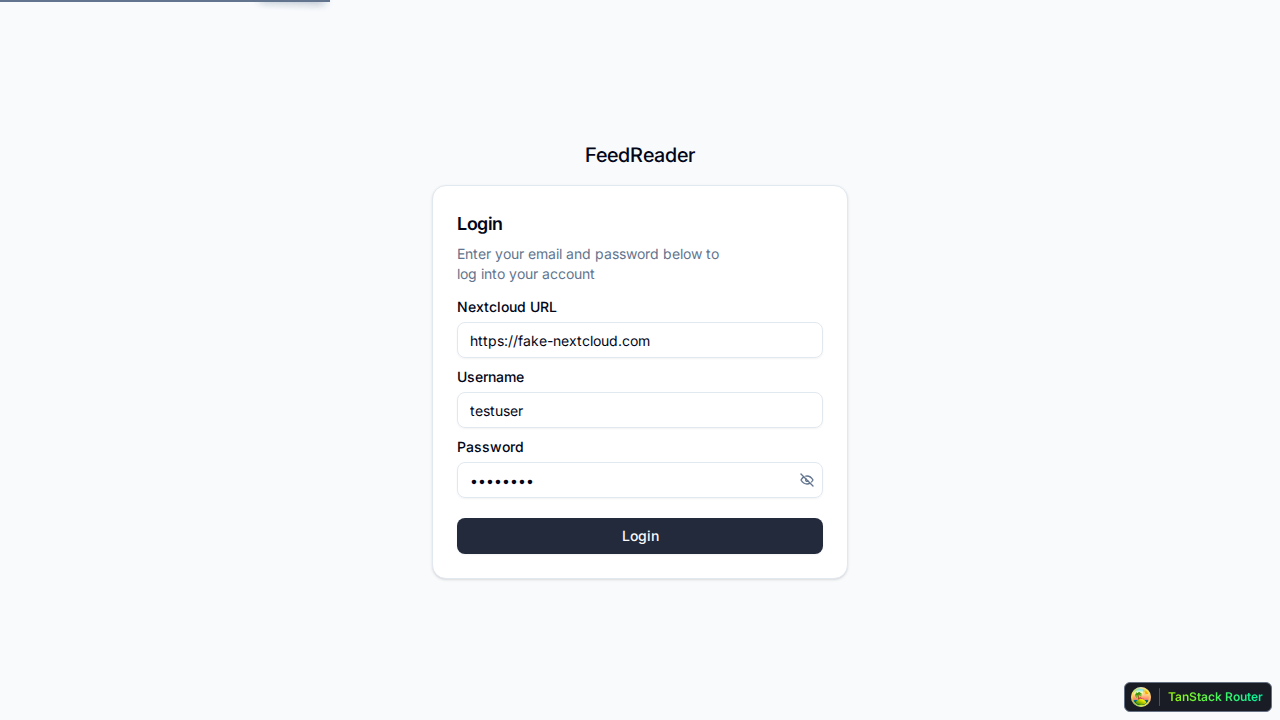 FeedReader
Login
Enter your email and password below to
log into your account
Nextcloud URL
https://fake-nextcloud.com
Username
testuser
Password
••••••••
Login
TanStack Router